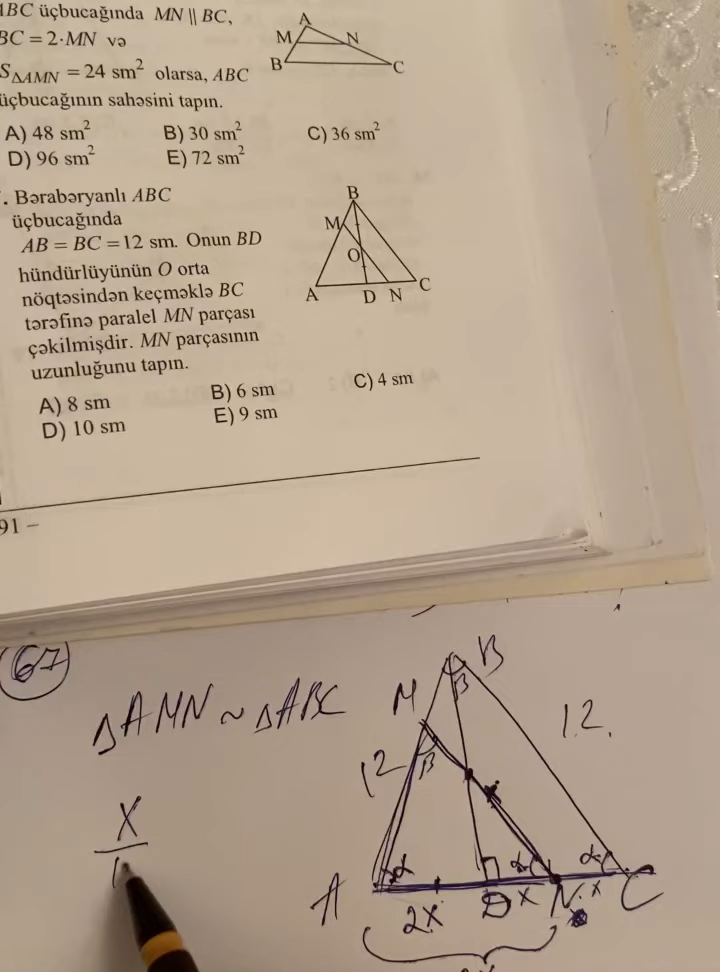 ABC üçbucağında MN || BC,
BC = 2·MN və
S△AMN = 24 sm² olarsa, ABC
üçbucağının sahəsini tapın.
A
M N
B C
A) 48 sm² B) 30 sm² C) 36 sm²
D) 96 sm² E) 72 sm²
. Bərabəryanlı ABC
üçbucağında
AB = BC = 12 sm. Onun BD
hündürlüyünün O orta
nöqtəsindən keçməklə BC
tərəfinə paralel MN parçası
çəkilmişdir. MN parçasının
uzunluğunu tapın.
B
M
O
A D N C
A) 8 sm B) 6 sm C) 4 sm
D) 10 sm E) 9 sm
91 –
67
△AMN ~ △ABC
X
B
M β
12 β 12.
α α α
A 2x D x N x C